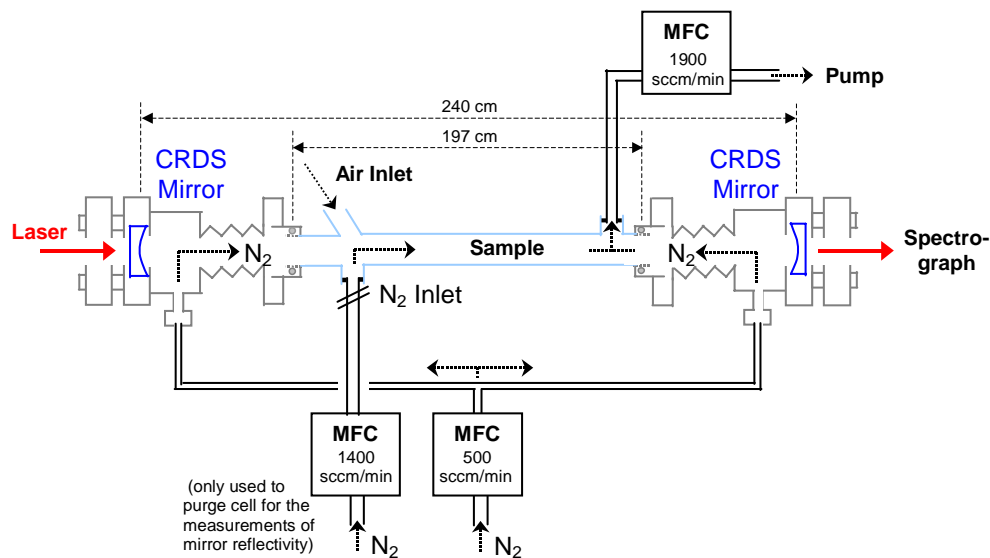 MFC
1900
sccm/min
Pump
240 cm
197 cm
CRDS
Mirror
Air Inlet
CRDS
Mirror
Laser
N2
Sample
N2
Spectro-
graph
N2 Inlet
MFC
1400
sccm/min
MFC
500
sccm/min
(only used to
purge cell for the
measurements of
mirror reflectivity)
N2
N2